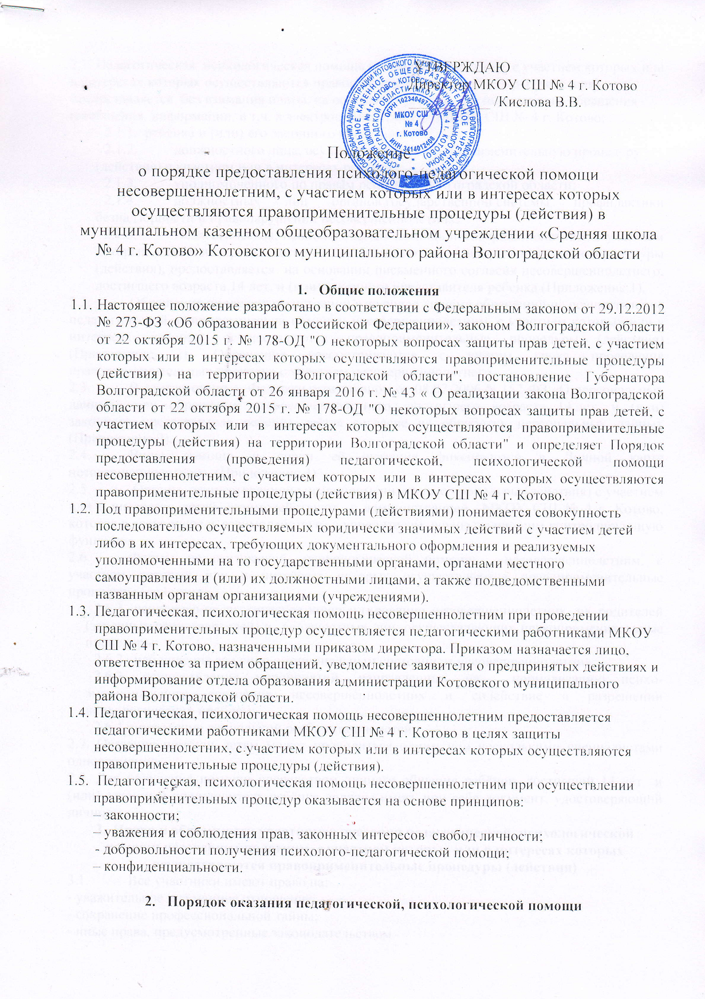 УТВЕРЖДАЮ
Директор МКОУ СШ № 4 г. Котово
/Кислова В.В.
МКОУ СШ
№ 4
г. Котово
ИНН 3414012408
Положение
о порядке предоставления психолого-педагогической помощи
несовершеннолетним, с участием которых или в интересах которых
осуществляются правоприменительные процедуры (действия) в
муниципальном казенном общеобразовательном учреждении «Средняя школа
№ 4 г. Котово» Котовского муниципального района Волгоградской области
1. Общие положения
1.1. Настоящее положение разработано в соответствии с Федеральным законом от 29.12.2012
№ 273-ФЗ «Об образовании в Российской Федерации», законом Волгоградской области
от 22 октября 2015 г. № 178-ОД "О некоторых вопросах защиты прав детей, с участием
которых или в интересах которых осуществляются правоприменительные процедуры
(действия) на территории Волгоградской области", постановление Губернатора
Волгоградской области от 26 января 2016 г. № 43 « О реализации закона Волгоградской
области от 22 октября 2015 г. № 178-ОД "О некоторых вопросах защиты прав детей, с
участием которых или в интересах которых осуществляются правоприменительные
процедуры (действия) на территории Волгоградской области" и определяет Порядок
предоставления (проведения) педагогической, психологической помощи
несовершеннолетним, с участием которых или в интересах которых осуществляются
правоприменительные процедуры (действия) в МКОУ СШ № 4 г. Котово.
1.2. Под правоприменительными процедурами (действиями) понимается совокупность
последовательно осуществляемых юридически значимых действий с участием детей
либо в их интересах, требующих документального оформления и реализуемых
уполномоченными на то государственными органами, органами местного
самоуправления и (или) их должностными лицами, а также подведомственными
названным органам организациями (учреждениями).
1.3. Педагогическая, психологическая помощь несовершеннолетним при проведении
правоприменительных процедур осуществляется педагогическими работниками МКОУ
СШ № 4 г. Котово, назначенными приказом директора. Приказом назначается лицо,
ответственное за прием обращений, уведомление заявителя о предпринятых действиях и
информирование отдела образования администрации Котовского муниципального
района Волгоградской области.
1.4. Педагогическая, психологическая помощь несовершеннолетним предоставляется
педагогическими работниками МКОУ СШ № 4 г. Котово в целях защиты
несовершеннолетних, с участием которых или в интересах которых осуществляются
правоприменительные процедуры (действия).
1.5. Педагогическая, психологическая помощь несовершеннолетним при осуществлении
правоприменительных процедур оказывается на основе принципов:
– законности;
– уважения и соблюдения прав, законных интересов свобод личности;
- добровольности получения психолого-педагогической помощи;
– конфиденциальности.
2. Порядок оказания педагогической, психологической помощи